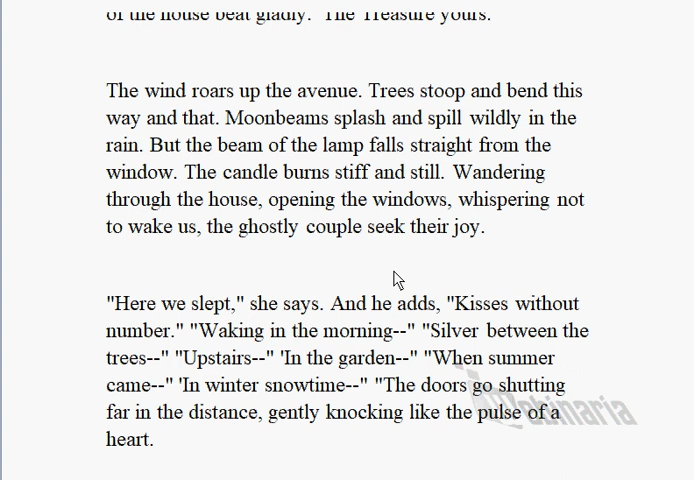 of the house beat gladly. "The Treasure yours."
The wind roars up the avenue. Trees stoop and bend this
way and that. Moonbeams splash and spill wildly in the
rain. But the beam of the lamp falls straight from the
window. The candle burns stiff and still. Wandering
through the house, opening the windows, whispering not
to wake us, the ghostly couple seek their joy.
"Here we slept," she says. And he adds, "Kisses without
number." "Waking in the morning--" "Silver between the
trees--" "Upstairs--" 'In the garden--" "When summer
came--" 'In winter snowtime--" "The doors go shutting
far in the distance, gently knocking like the pulse of a
heart.
Webinaria